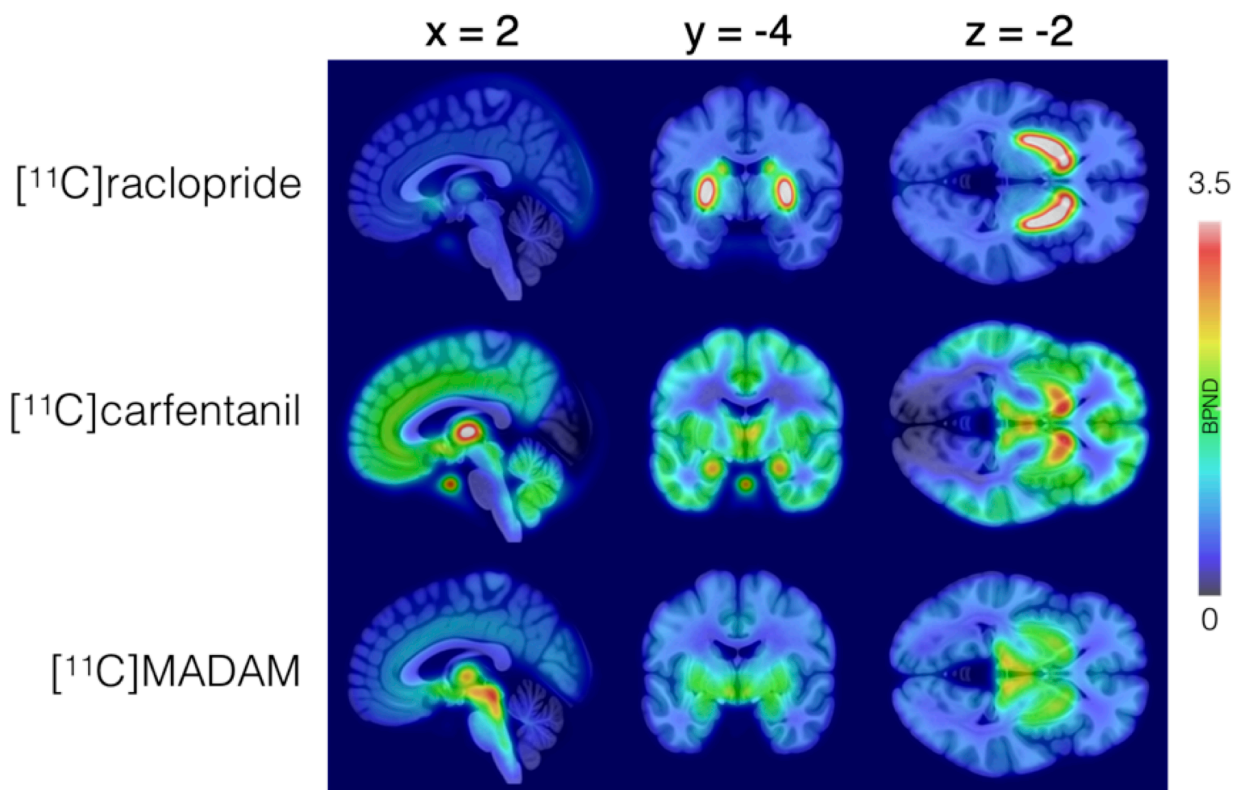 x = 2 y = -4 z = -2
[¹¹C]raclopride
3.5
[¹¹C]carfentanil
BPND
0
[¹¹C]MADAM